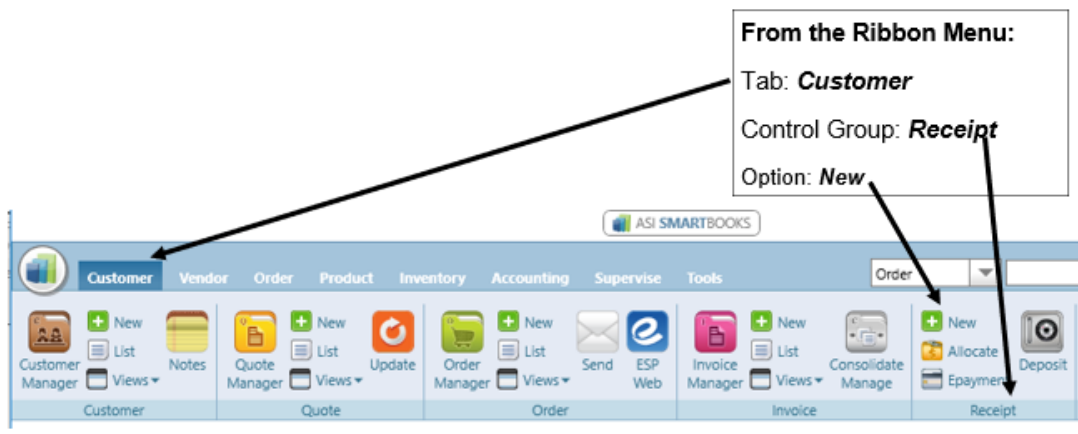 From the Ribbon Menu:
Tab: Customer
Control Group: Receipt
Option: New
ASI SMARTBOOKS
Customer Vendor Order Product Inventory Accounting Supervise Tools Order
New New New New New
Customer Manager List Notes Quote Manager List Update Order Manager List Send ESP Web Invoice Manager List Consolidate Manage Allocate Deposit
Views Views Views Views Epayment
Customer Quote Order Invoice Receipt